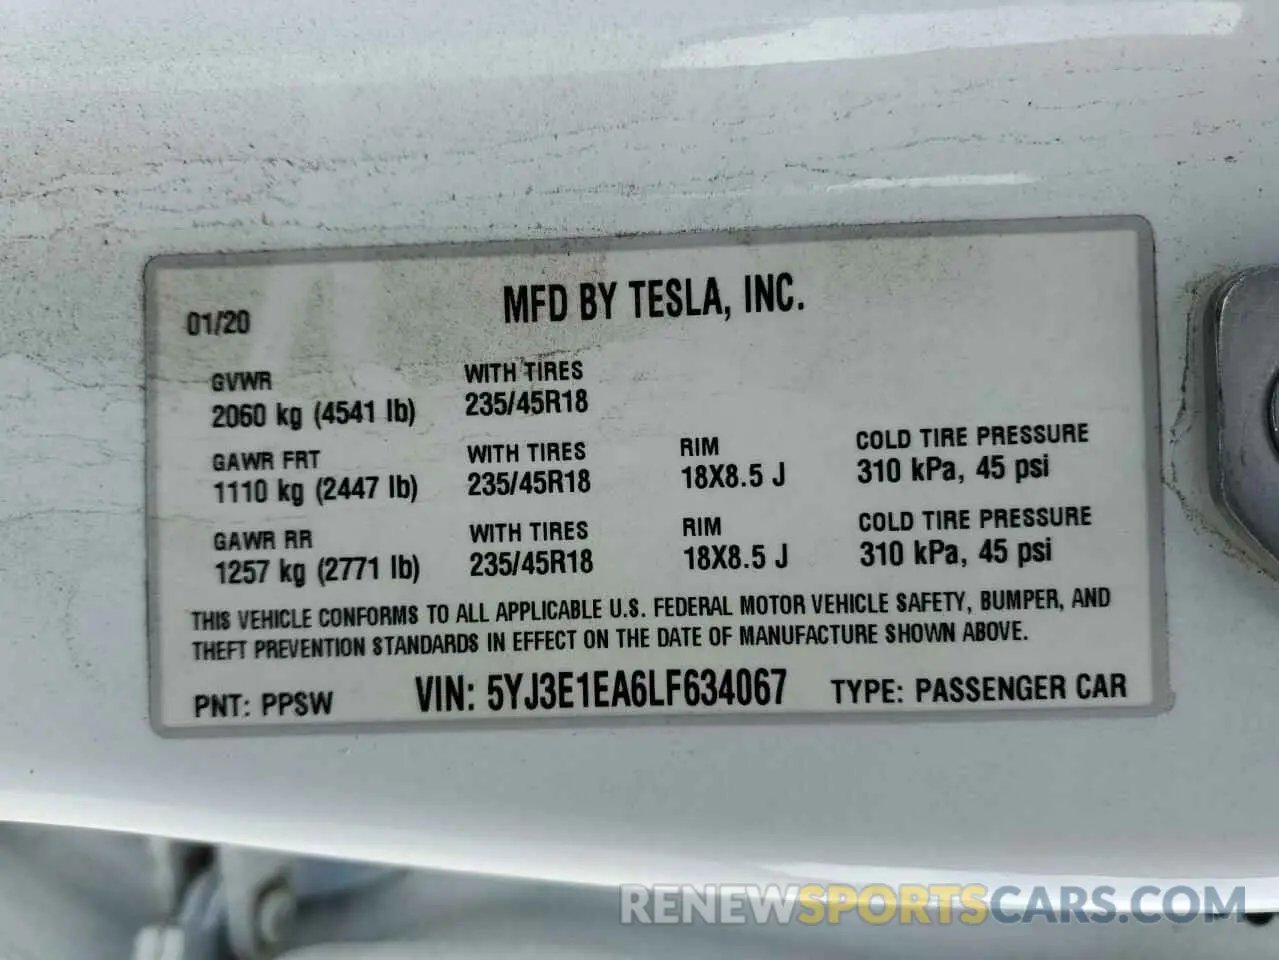 MFD BY TESLA, INC.
01/20
GVWR WITH TIRES
2060 kg (4541 lb) 235/45R18
GAWR FRT WITH TIRES RIM COLD TIRE PRESSURE
1110 kg (2447 lb) 235/45R18 18X8.5 J 310 kPa, 45 psi
GAWR RR WITH TIRES RIM COLD TIRE PRESSURE
1257 kg (2771 lb) 235/45R18 18X8.5 J 310 kPa, 45 psi
THIS VEHICLE CONFORMS TO ALL APPLICABLE U.S. FEDERAL MOTOR VEHICLE SAFETY, BUMPER, AND
THEFT PREVENTION STANDARDS IN EFFECT ON THE DATE OF MANUFACTURE SHOWN ABOVE.
PNT: PPSW VIN: 5YJ3E1EA6LF634067 TYPE: PASSENGER CAR
RENEWSPORTSCARS.COM